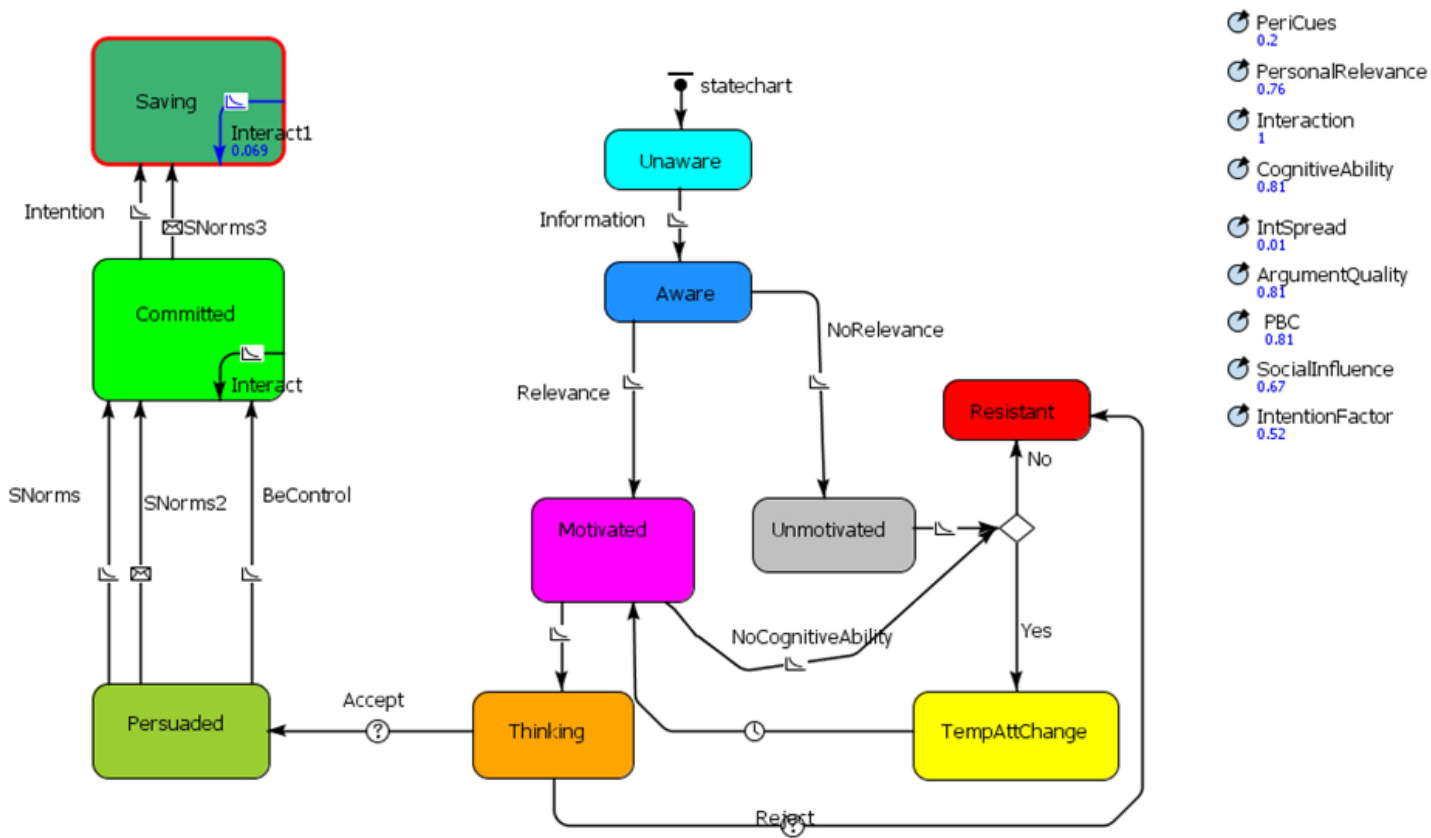 Saving
Interact1
0.069
Intention
SNorms3
Committed
Interact
SNorms
SNorms2
BeControl
Persuaded
Accept
statechart
Unaware
Information
Aware
NoRelevance
Relevance
Motivated
Unmotivated
Resistant
No
Yes
NoCognitiveAbility
Thinking
TempAttChange
Reject
PeriCues
0.2
PersonalRelevance
0.76
Interaction
1
CognitiveAbility
0.81
IntSpread
0.01
ArgumentQuality
0.81
PBC
0.81
SocialInfluence
0.67
IntentionFactor
0.52